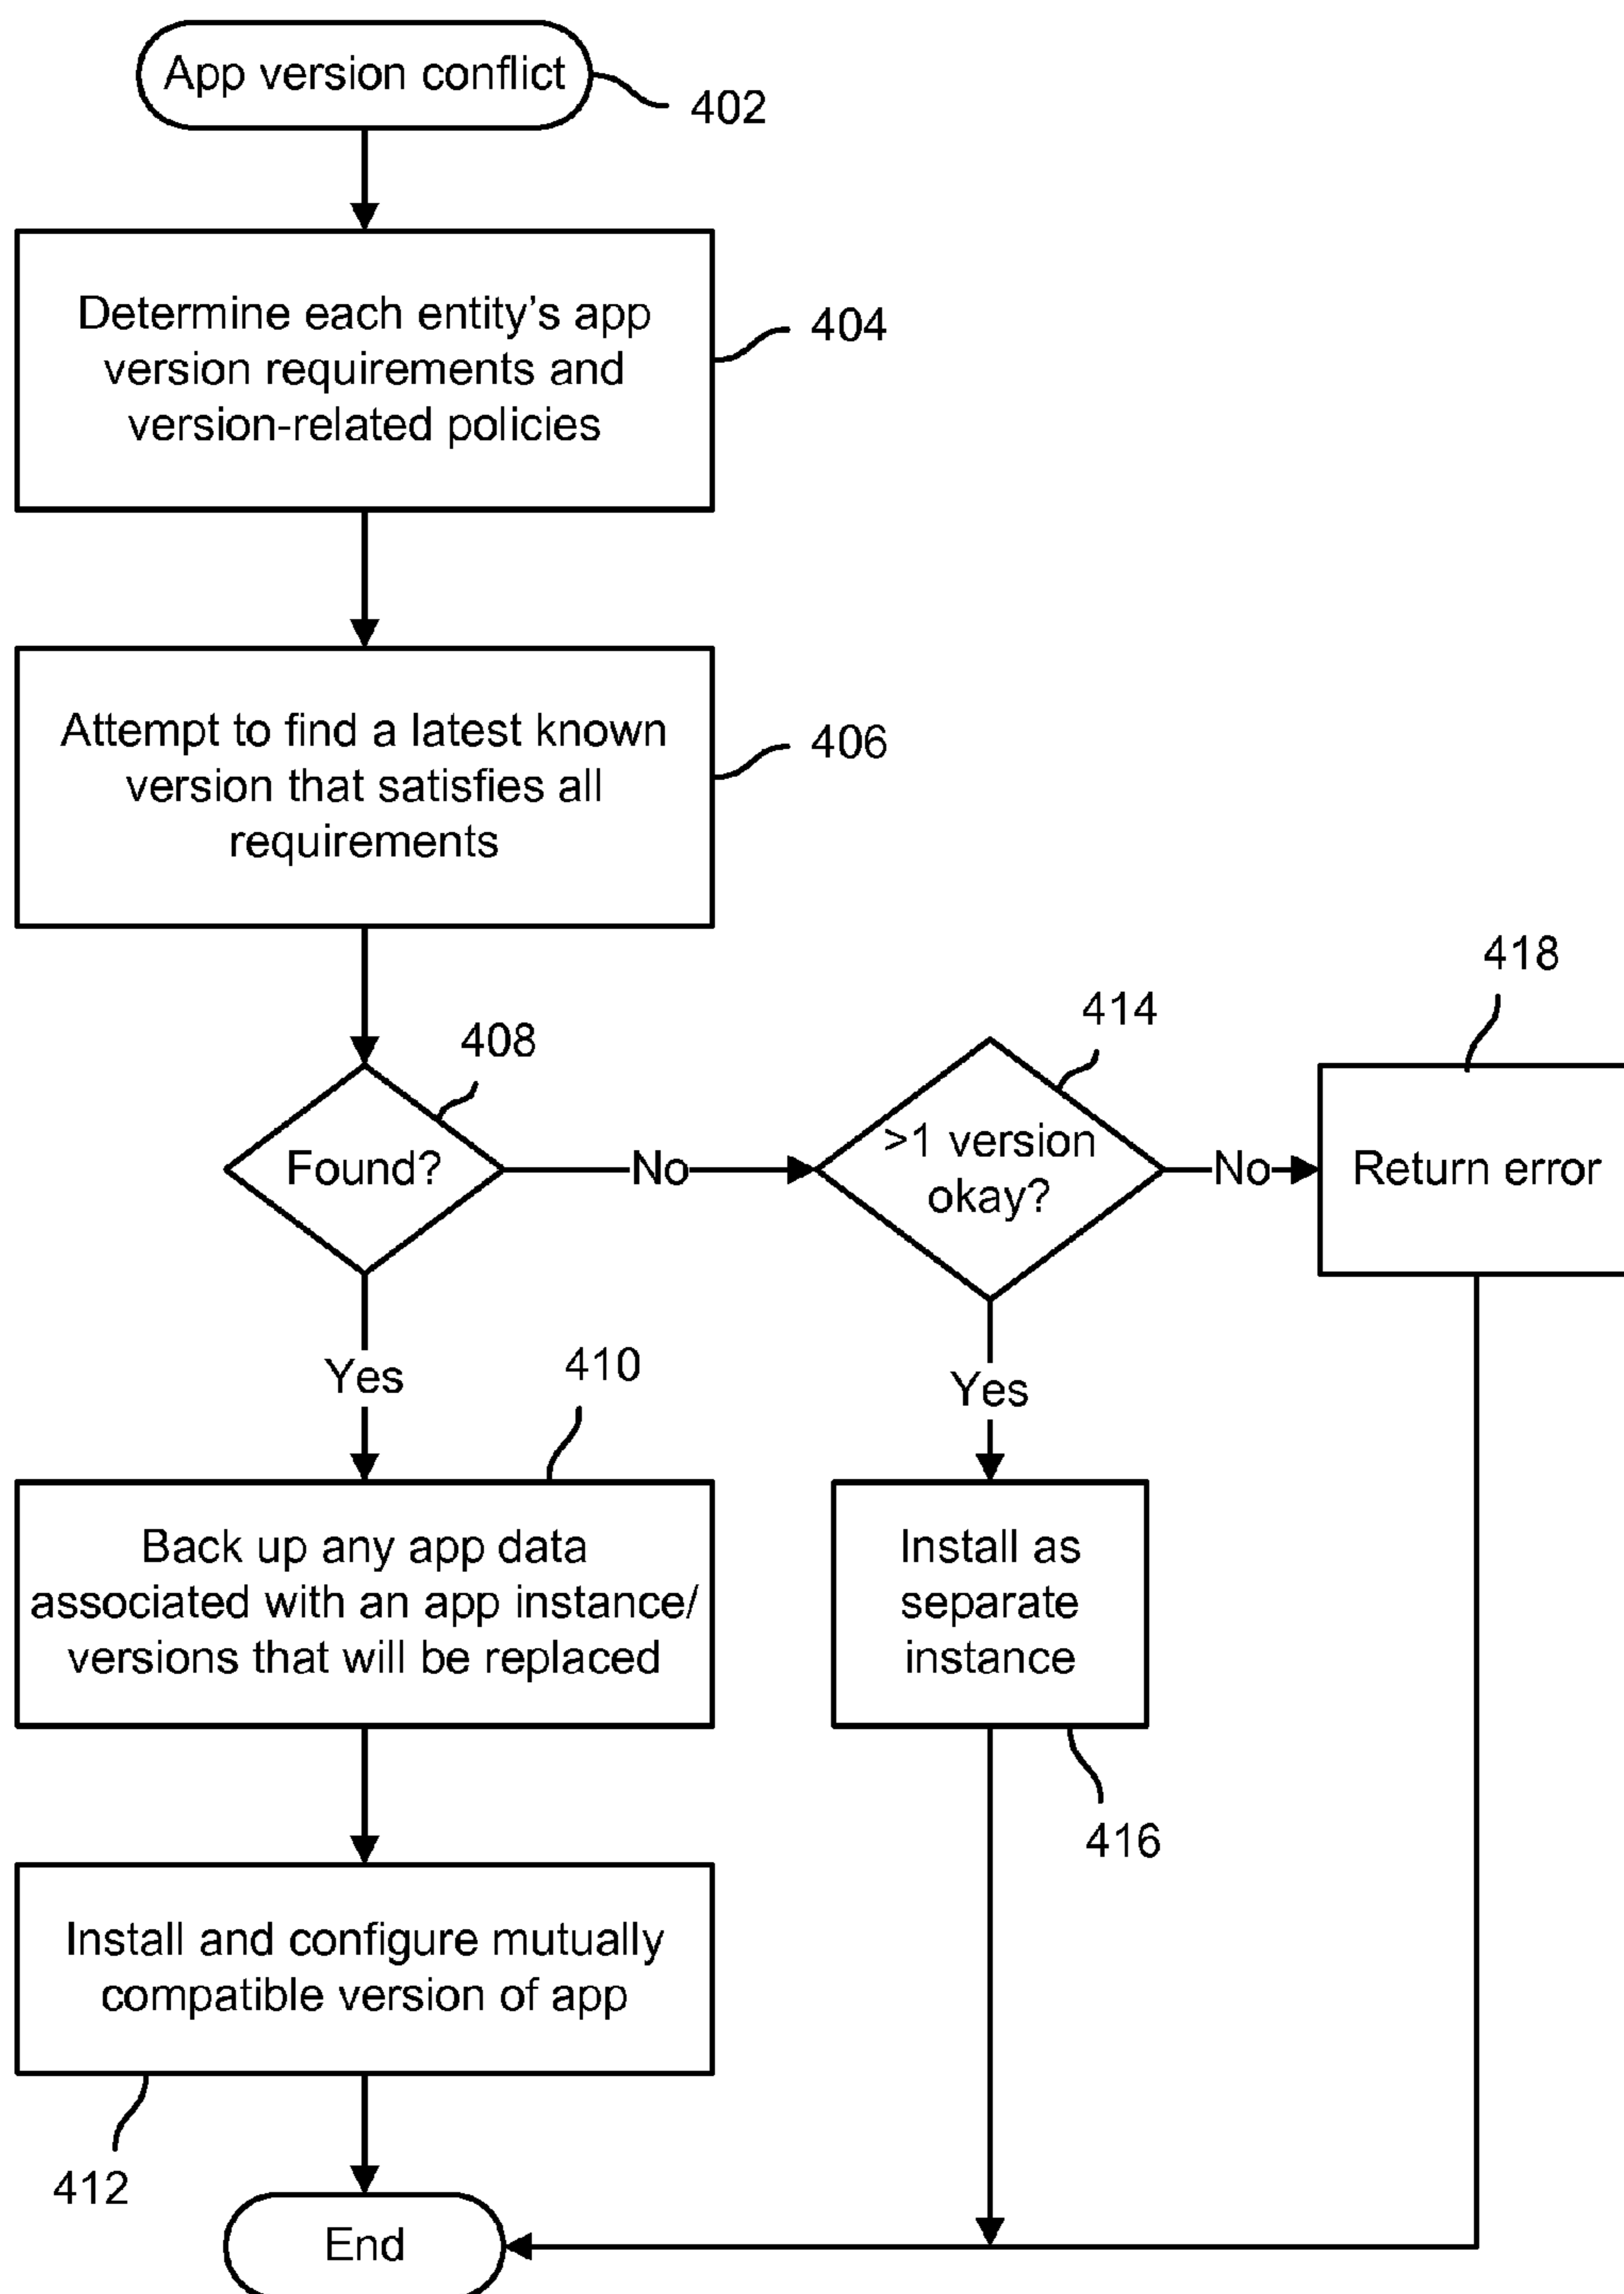 App version conflict
402
Determine each entity's app
version requirements and
version-related policies
404
Attempt to find a latest known
version that satisfies all
requirements
406
408
Found?
No
414
>1 version
okay?
No
418
Return error
Yes
410
Back up any app data
associated with an app instance/
versions that will be replaced
Yes
Install as
separate
instance
416
Install and configure mutually
compatible version of app
412
End